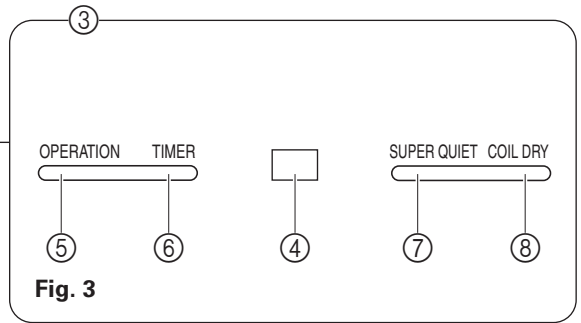 ③
OPERATION TIMER SUPER QUIET COIL DRY
⑤ ⑥ ④ ⑦ ⑧
Fig. 3